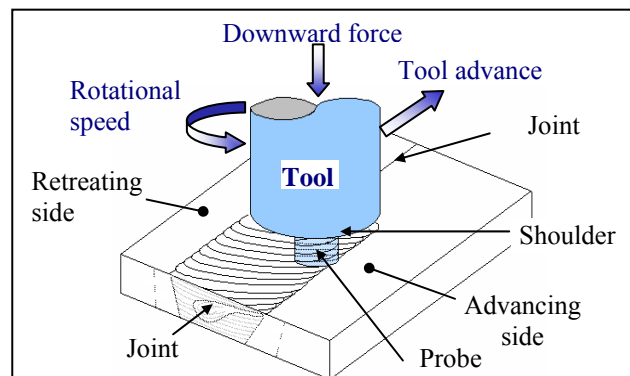 Downward force
Tool advance
Rotational
speed
Joint
Tool
Retreating
side
Shoulder
Advancing
side
Joint
Probe